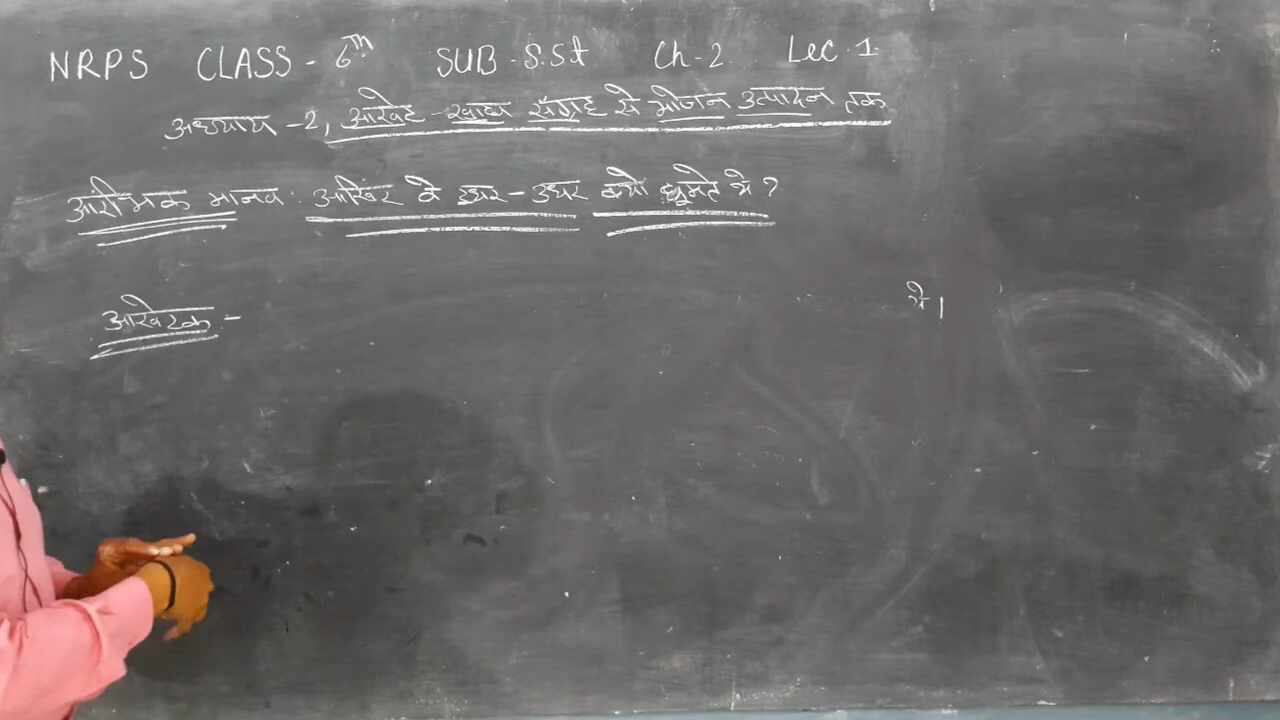 NRPS CLASS - 6th SUB - S.St Ch-2 Lec 1
अध्याय -2, आखेट -खाद्य संग्रह से भोजन उत्पादन तक
आरंभिक मानव : आखिर वे इधर - उधर क्यों घूमते थे ?
आखेटक -
थे।